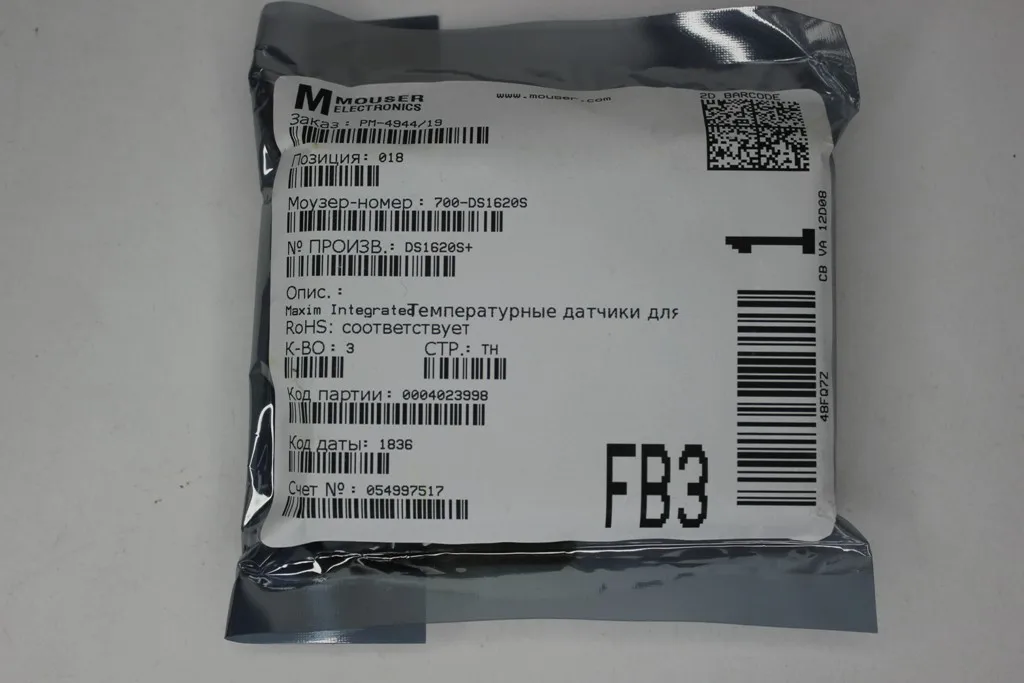 MOUSER
ELECTRONICS
www.mouser.com
2D BARCODE
Заказ : PM-4944/19
Позиция: 018
Моузер-номер : 700-DS1620S
№ ПРОИЗВ.: DS1620S+
Опис. :
Maxim Integrated Температурные датчики для
RoHS: соответствует
К-ВО : 3 СТР.: TH
Код партии: 0004023998
Код даты: 1836
Счет № : 054997517
FB3
1
CB VA 12D08
48FQ7Z